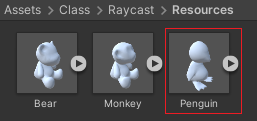 Assets > Class > Raycast > Resources
Bear Monkey Penguin